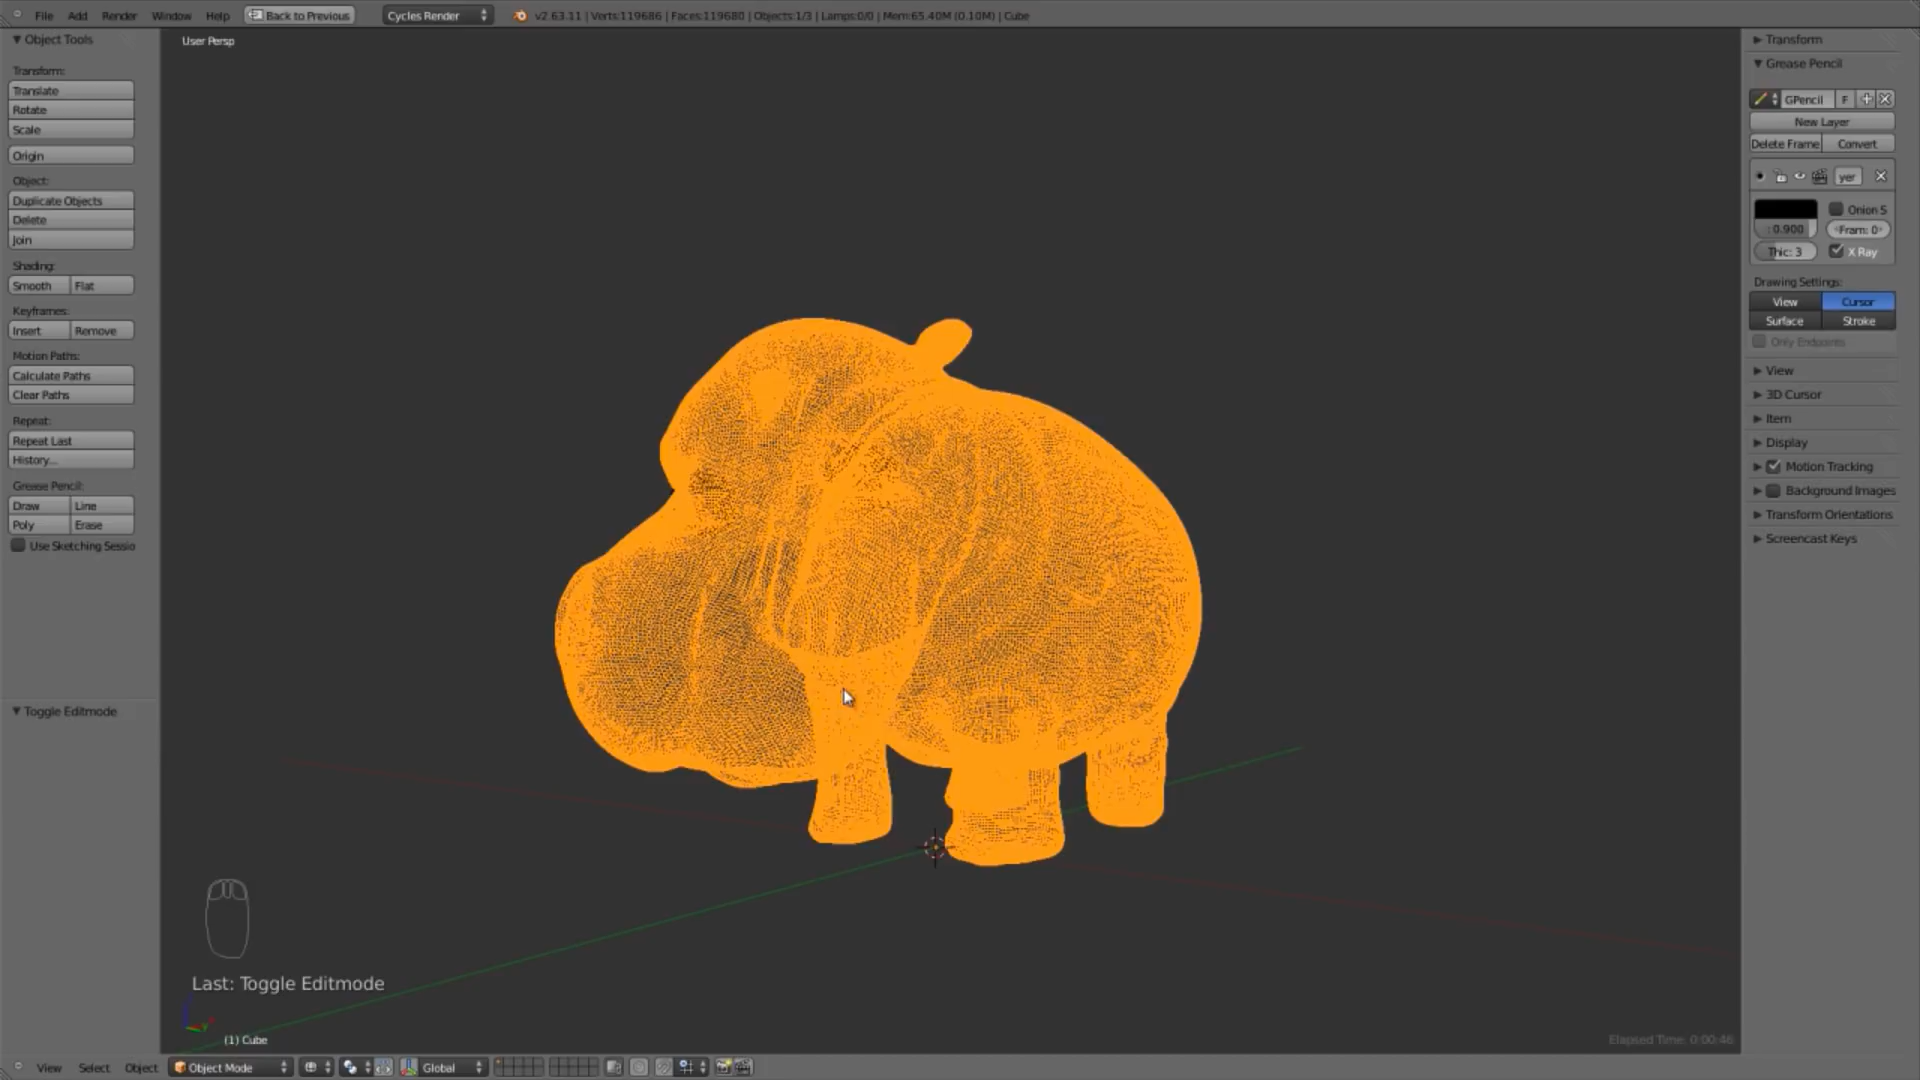 File Add Render Window Help Back to Previous Cycles Render v2.63.11 | Verts:119686 | Faces:119680 | Objects:1/3 | Lamps:0/0 | Mem:65.40M (0.10M) | Cube
Object Tools
Transform:
Translate
Rotate
Scale
Origin
Object:
Duplicate Objects
Delete
Join
Shading:
Smooth Flat
Keyframes:
Insert Remove
Motion Paths:
Calculate Paths
Clear Paths
Repeat:
Repeat Last
History...
Grease Pencil:
Draw Line
Poly Erase
Use Sketching Sessio
Toggle Editmode
User Persp
Last: Toggle Editmode
(1) Cube
Elapsed Time: 0:00:46
Transform
Grease Pencil
GPencil F
New Layer
Delete Frame Convert
yer
Onion S
: 0.900 Fram: 0
Thic: 3 X Ray
Drawing Settings:
View Cursor
Surface Stroke
Only Endpoints
View
3D Cursor
Item
Display
Motion Tracking
Background Images
Transform Orientations
Screencast Keys
View Select Object Object Mode Global